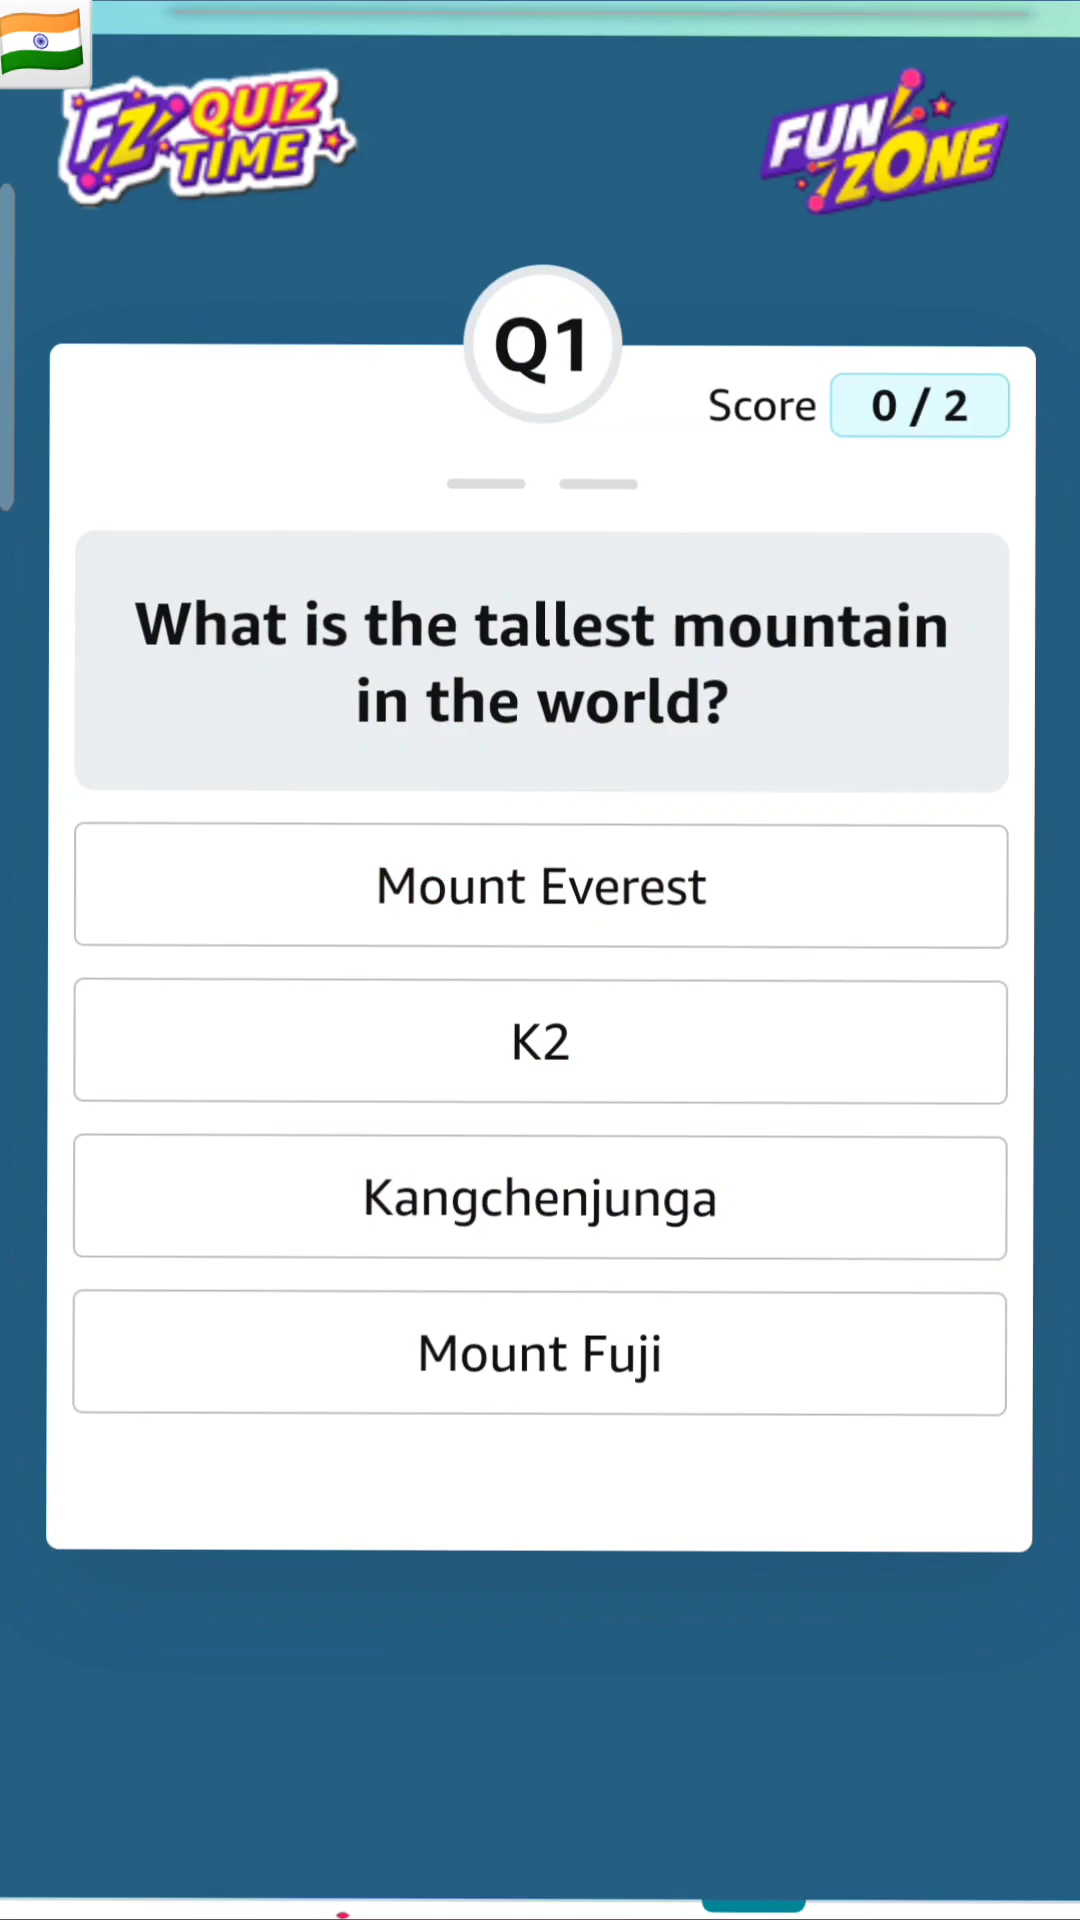 FZ QUIZ TIME
FUN ZONE
Q1
Score 0 / 2
What is the tallest mountain
in the world?
Mount Everest
K2
Kangchenjunga
Mount Fuji